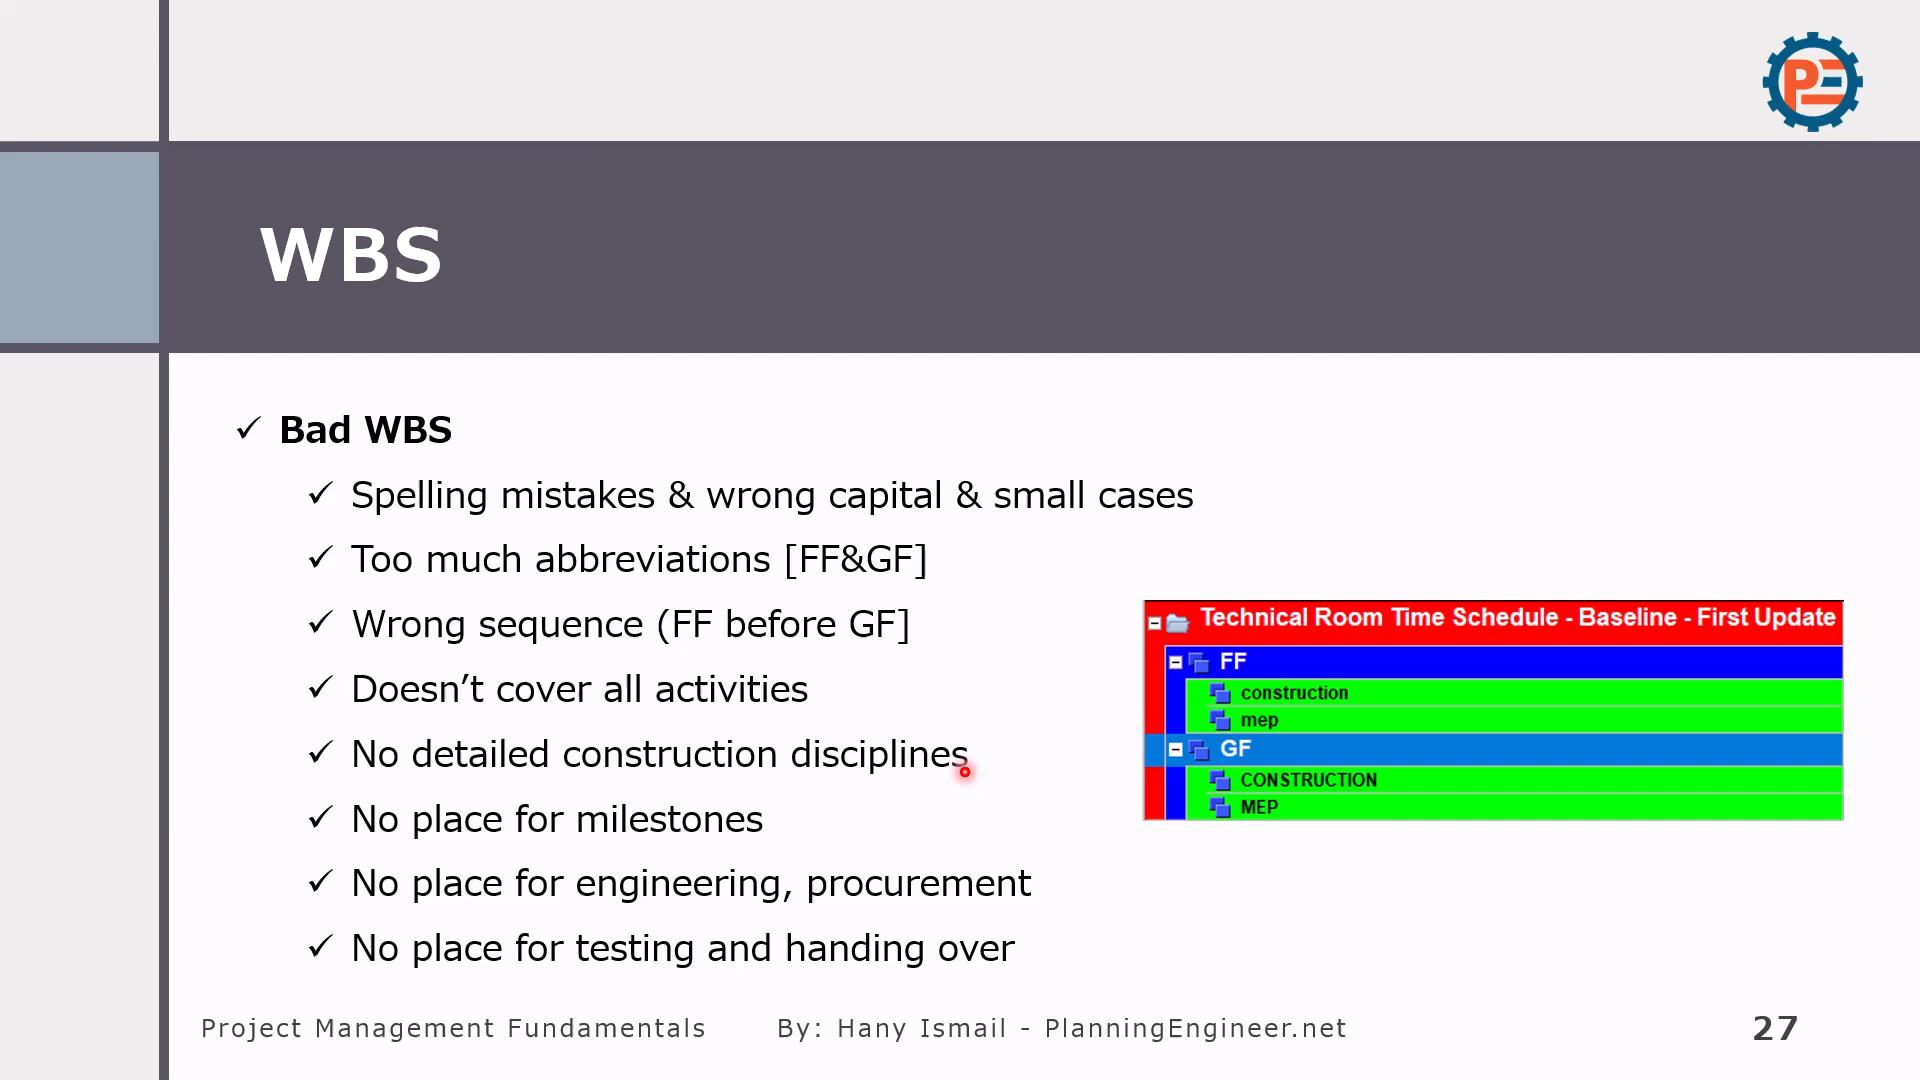 PE
WBS
✓ Bad WBS
✓ Spelling mistakes & wrong capital & small cases
✓ Too much abbreviations [FF&GF]
✓ Wrong sequence (FF before GF]
✓ Doesn’t cover all activities
✓ No detailed construction disciplines
✓ No place for milestones
✓ No place for engineering, procurement
✓ No place for testing and handing over
Technical Room Time Schedule - Baseline - First Update
FF
construction
mep
GF
CONSTRUCTION
MEP
Project Management Fundamentals By: Hany Ismail - PlanningEngineer.net 27